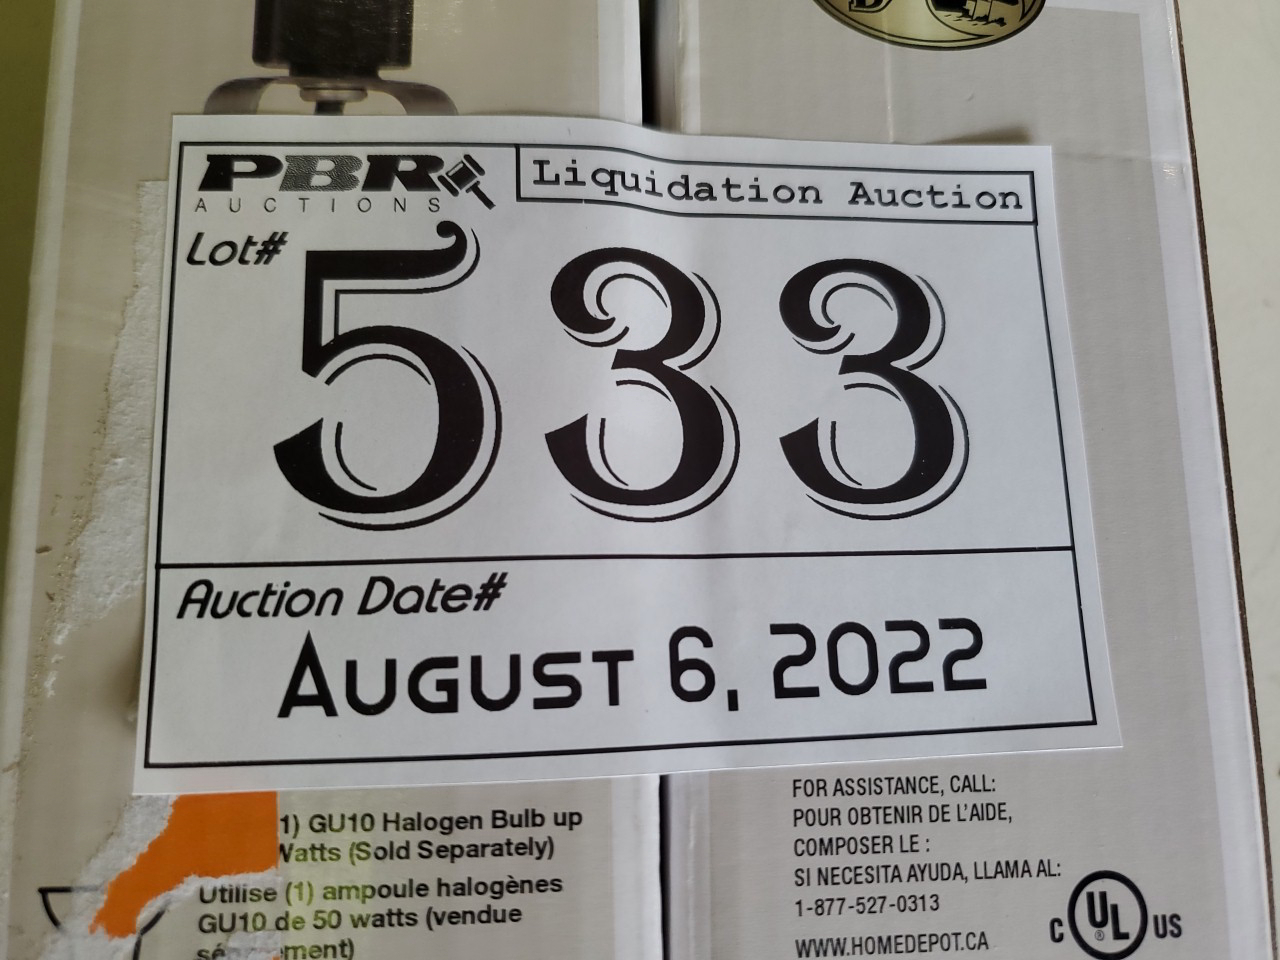 PBR
AUCTIONS
Liquidation Auction
Lot#
533
Auction Date#
August 6, 2022
1) GU10 Halogen Bulb up
Watts (Sold Separately)
Utilise (1) ampoule halogènes
GU10 de 50 watts (vendue
ment)
FOR ASSISTANCE, CALL:
POUR OBTENIR DE L'AIDE,
COMPOSER LE :
SI NECESITA AYUDA, LLAMA AL:
1-877-527-0313
WWW.HOMEDEPOT.CA
C UL ® US